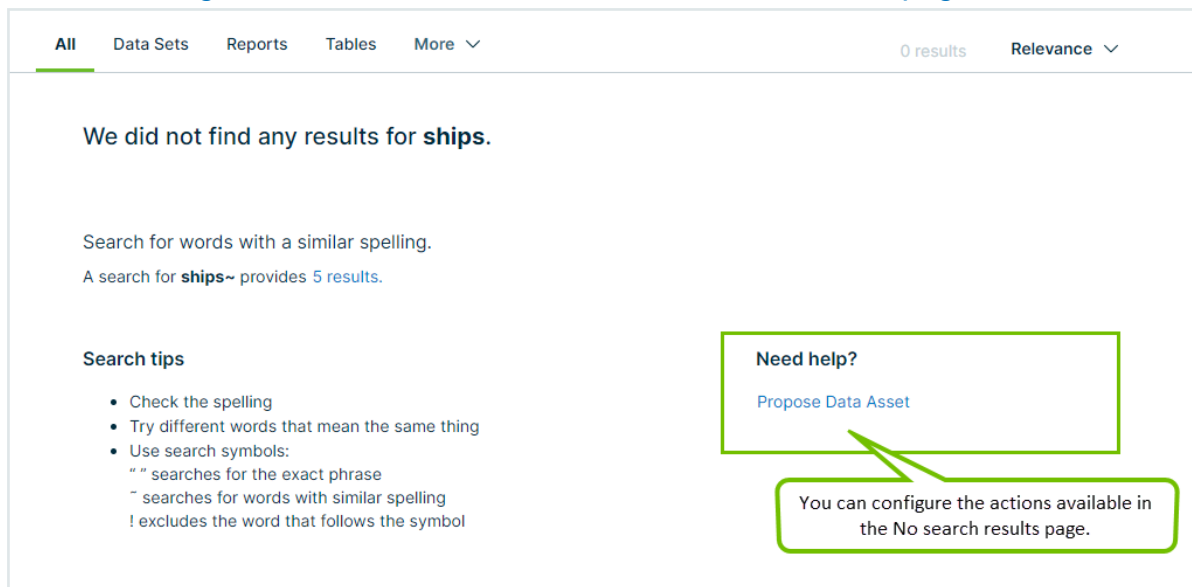 All Data Sets Reports Tables More 0 results Relevance
We did not find any results for ships.
Search for words with a similar spelling.
A search for ships~ provides 5 results.
Search tips
• Check the spelling
• Try different words that mean the same thing
• Use search symbols:
“ ” searches for the exact phrase
˜ searches for words with similar spelling
! excludes the word that follows the symbol
Need help?
Propose Data Asset
You can configure the actions available in
the No search results page.